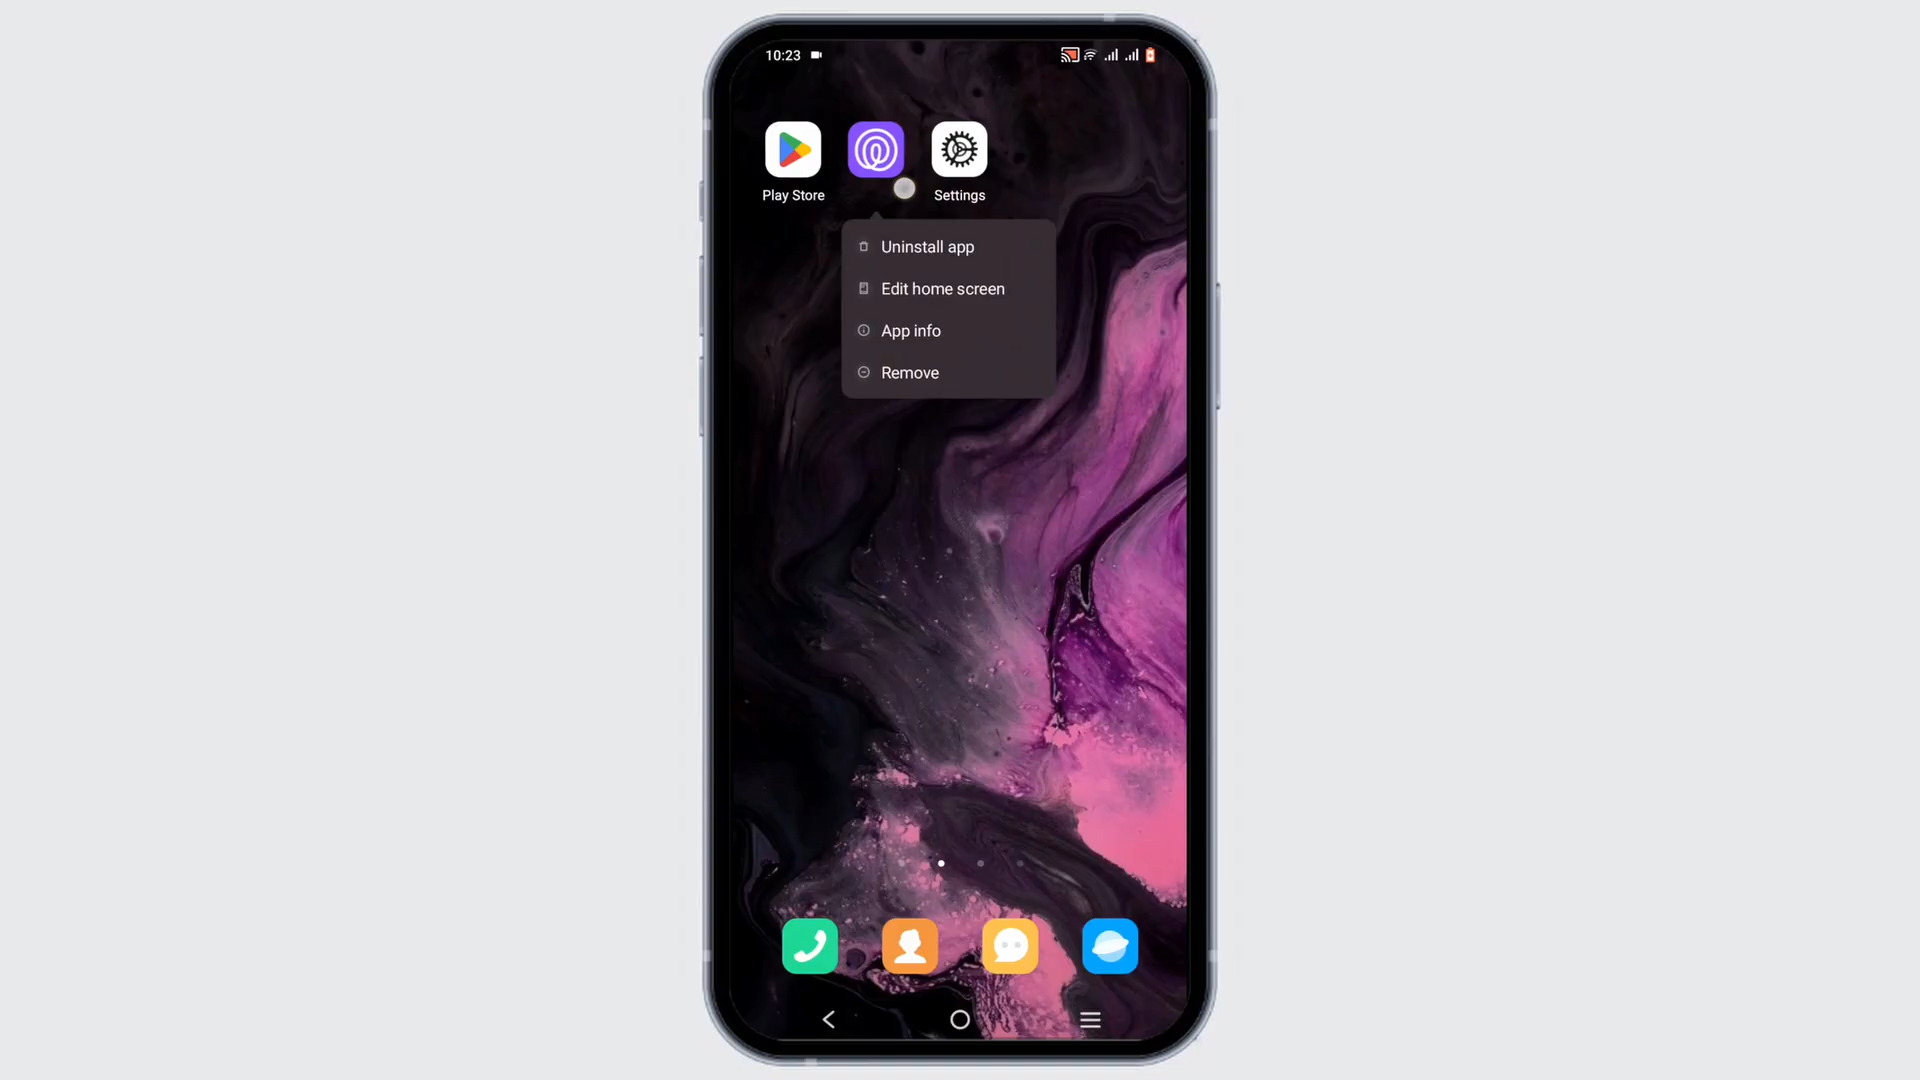 10:23
Play Store
Settings
Uninstall app
Edit home screen
App info
Remove